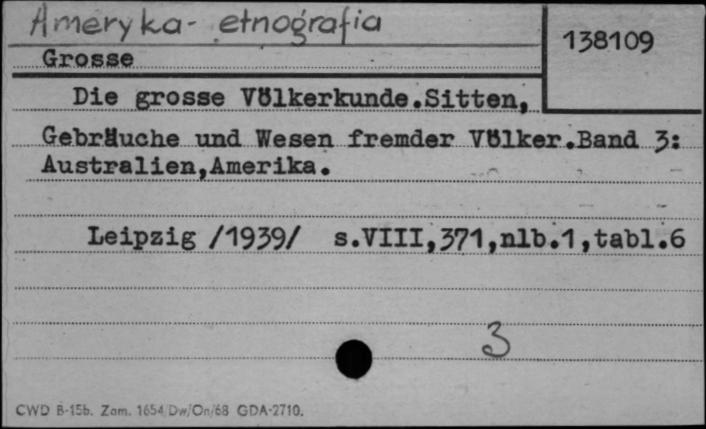 Ameryka- etnografia
138109
Grosse
Die grosse Völkerkunde.Sitten,
Gebräuche und Wesen fremder Völker.Band 3:
Australien,Amerika.
Leipzig /1939/ s.VIII,371,nlb.1,tabl.6
3
CWD B-15b. Zam. 1654/Dw/On/68 GDA-2710.